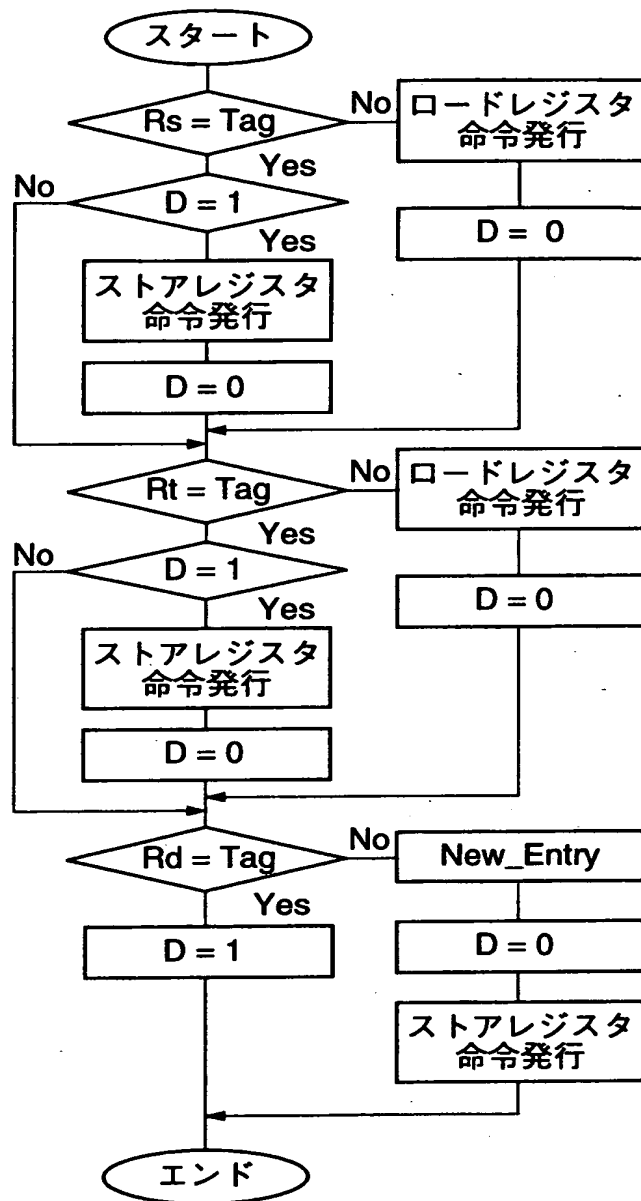 スタート
Rs = Tag
No
ロードレジスタ
命令発行
Yes
No
D = 1
D = 0
Yes
ストアレジスタ
命令発行
D = 0
Rt = Tag
No
ロードレジスタ
命令発行
Yes
No
D = 1
D = 0
Yes
ストアレジスタ
命令発行
D = 0
Rd = Tag
No
New_Entry
Yes
D = 1
D = 0
ストアレジスタ
命令発行
エンド